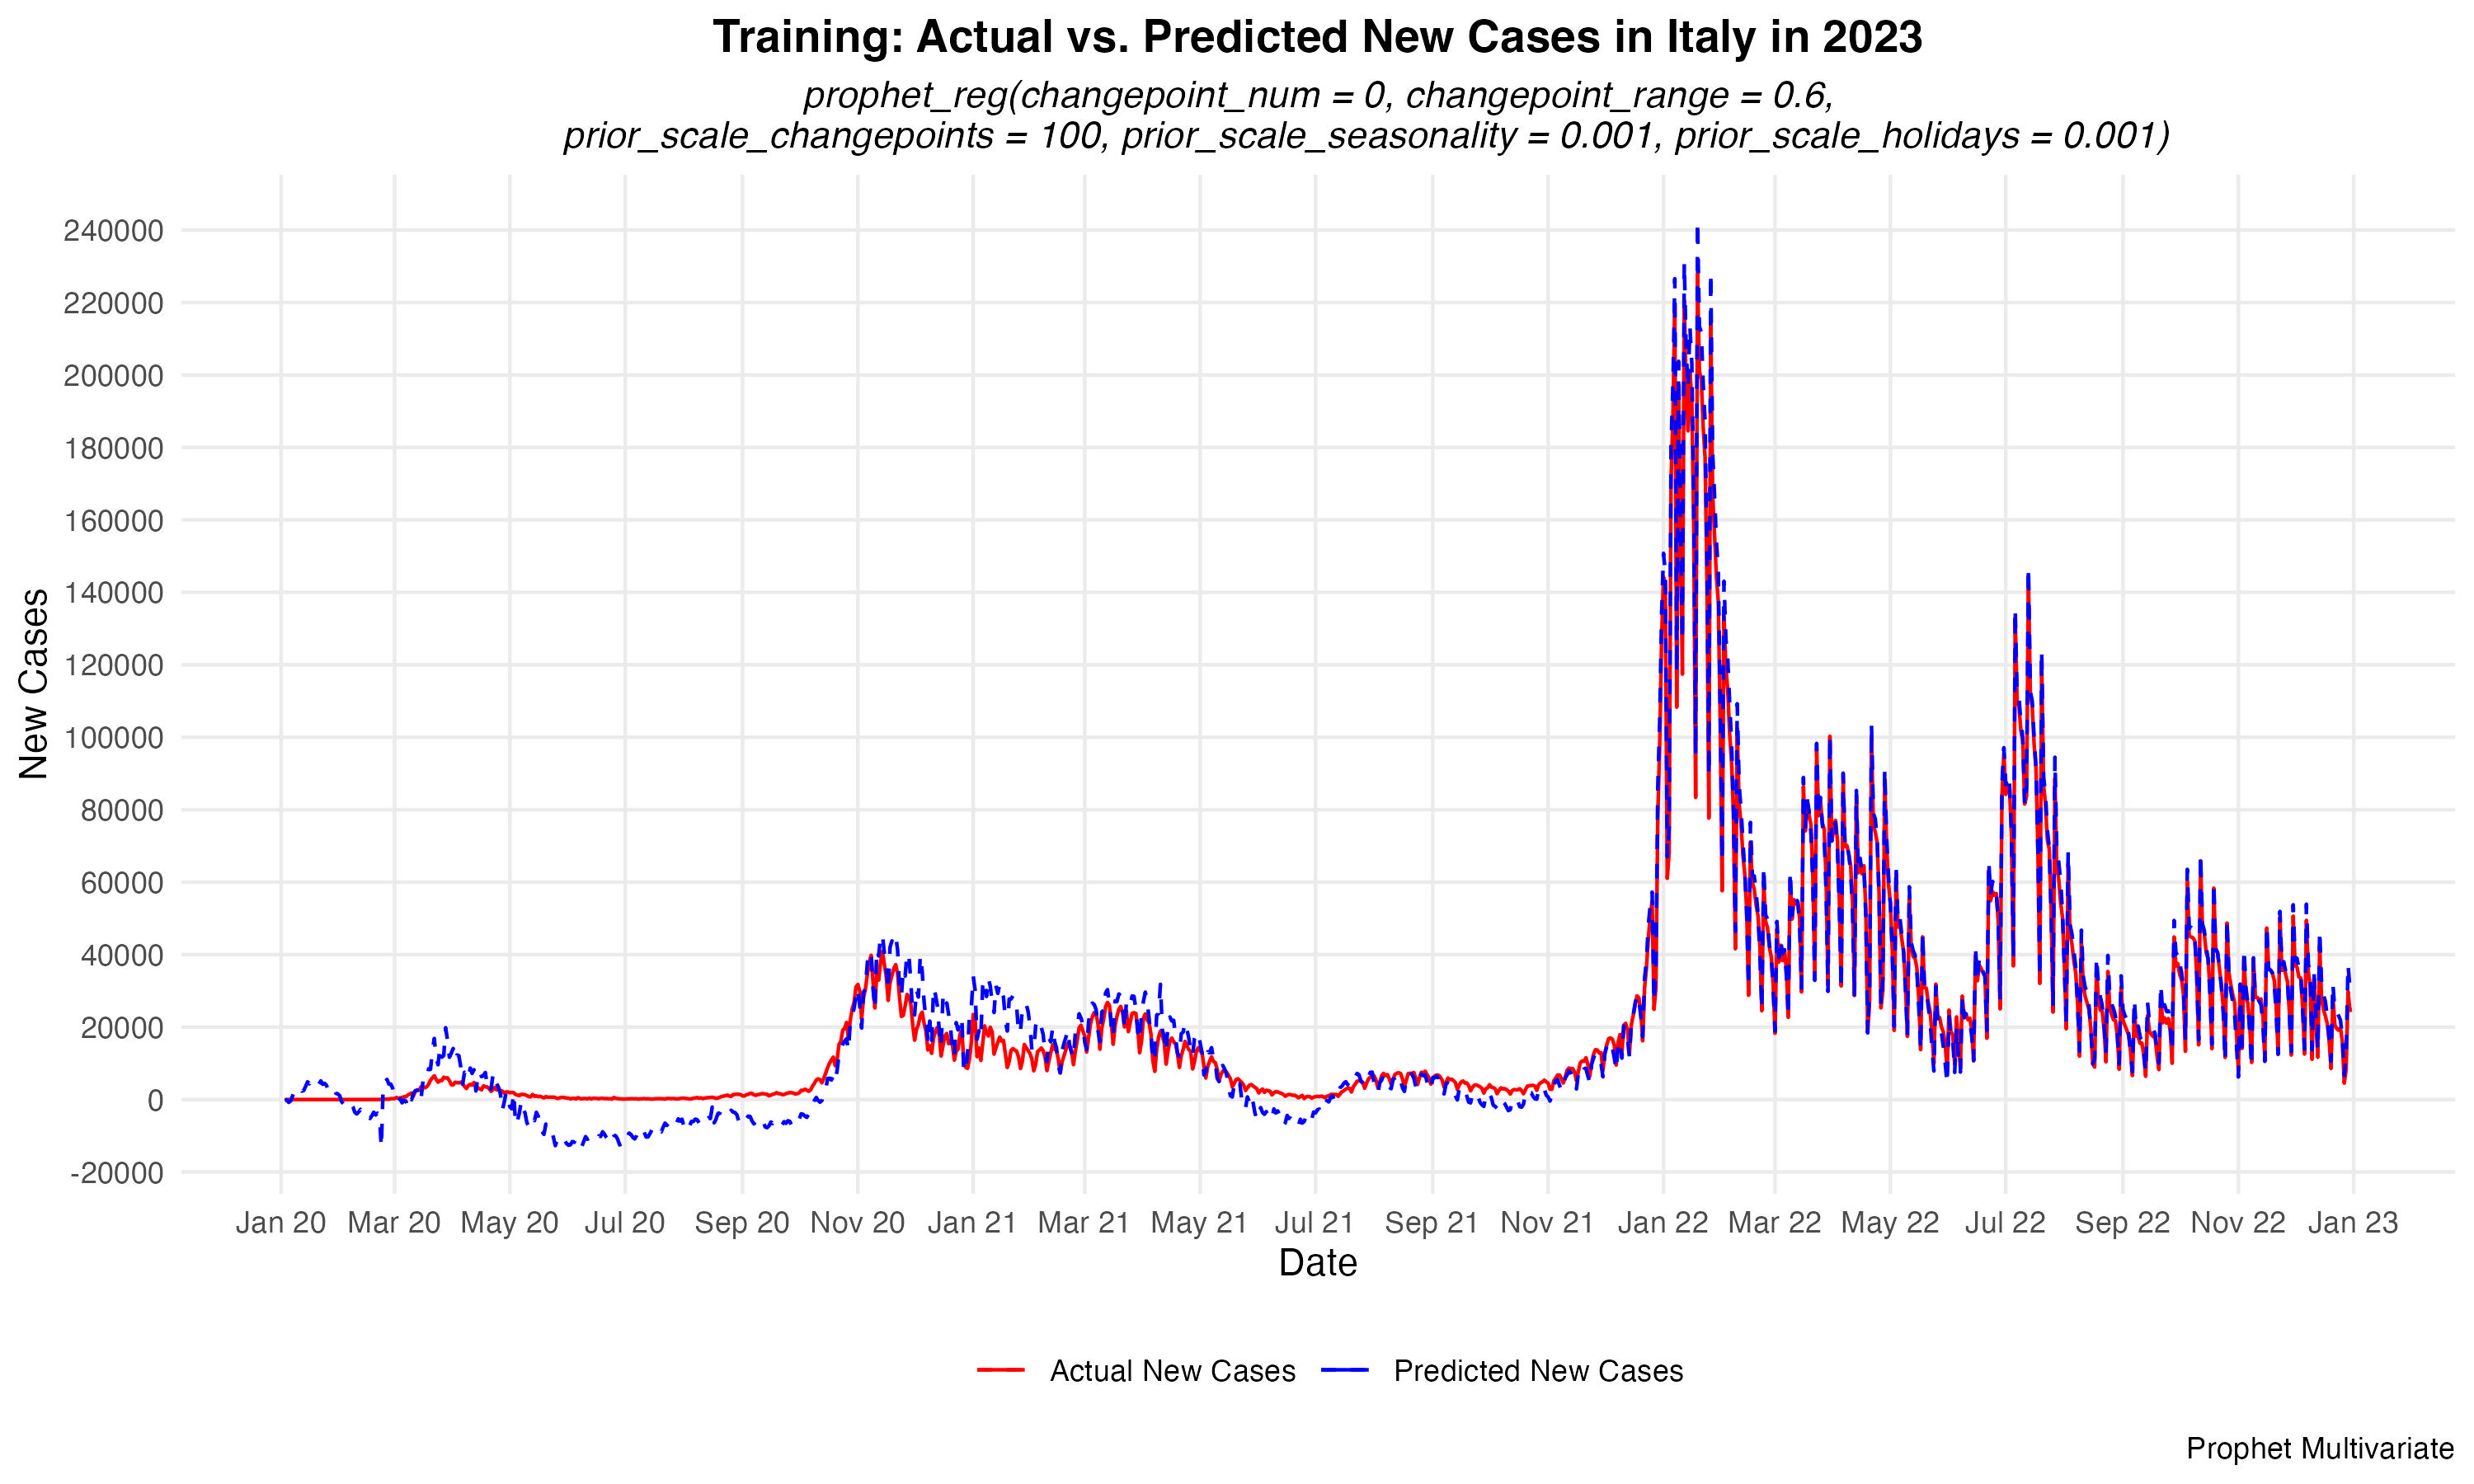 Training: Actual vs. Predicted New Cases in Italy in 2023
prophet_reg(changepoint_num = 0, changepoint_range = 0.6,
prior_scale_changepoints = 100, prior_scale_seasonality = 0.001, prior_scale_holidays = 0.001)
New Cases
240000
220000
200000
180000
160000
140000
120000
100000
80000
60000
40000
20000
0
-20000
Jan 20 Mar 20 May 20 Jul 20 Sep 20 Nov 20 Jan 21 Mar 21 May 21 Jul 21 Sep 21 Nov 21 Jan 22 Mar 22 May 22 Jul 22 Sep 22 Nov 22 Jan 23
Date
Actual New Cases Predicted New Cases
Prophet Multivariate